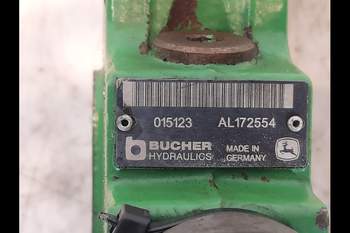 015123 AL172554
BUCHER
HYDRAULICS
MADE IN
GERMANY